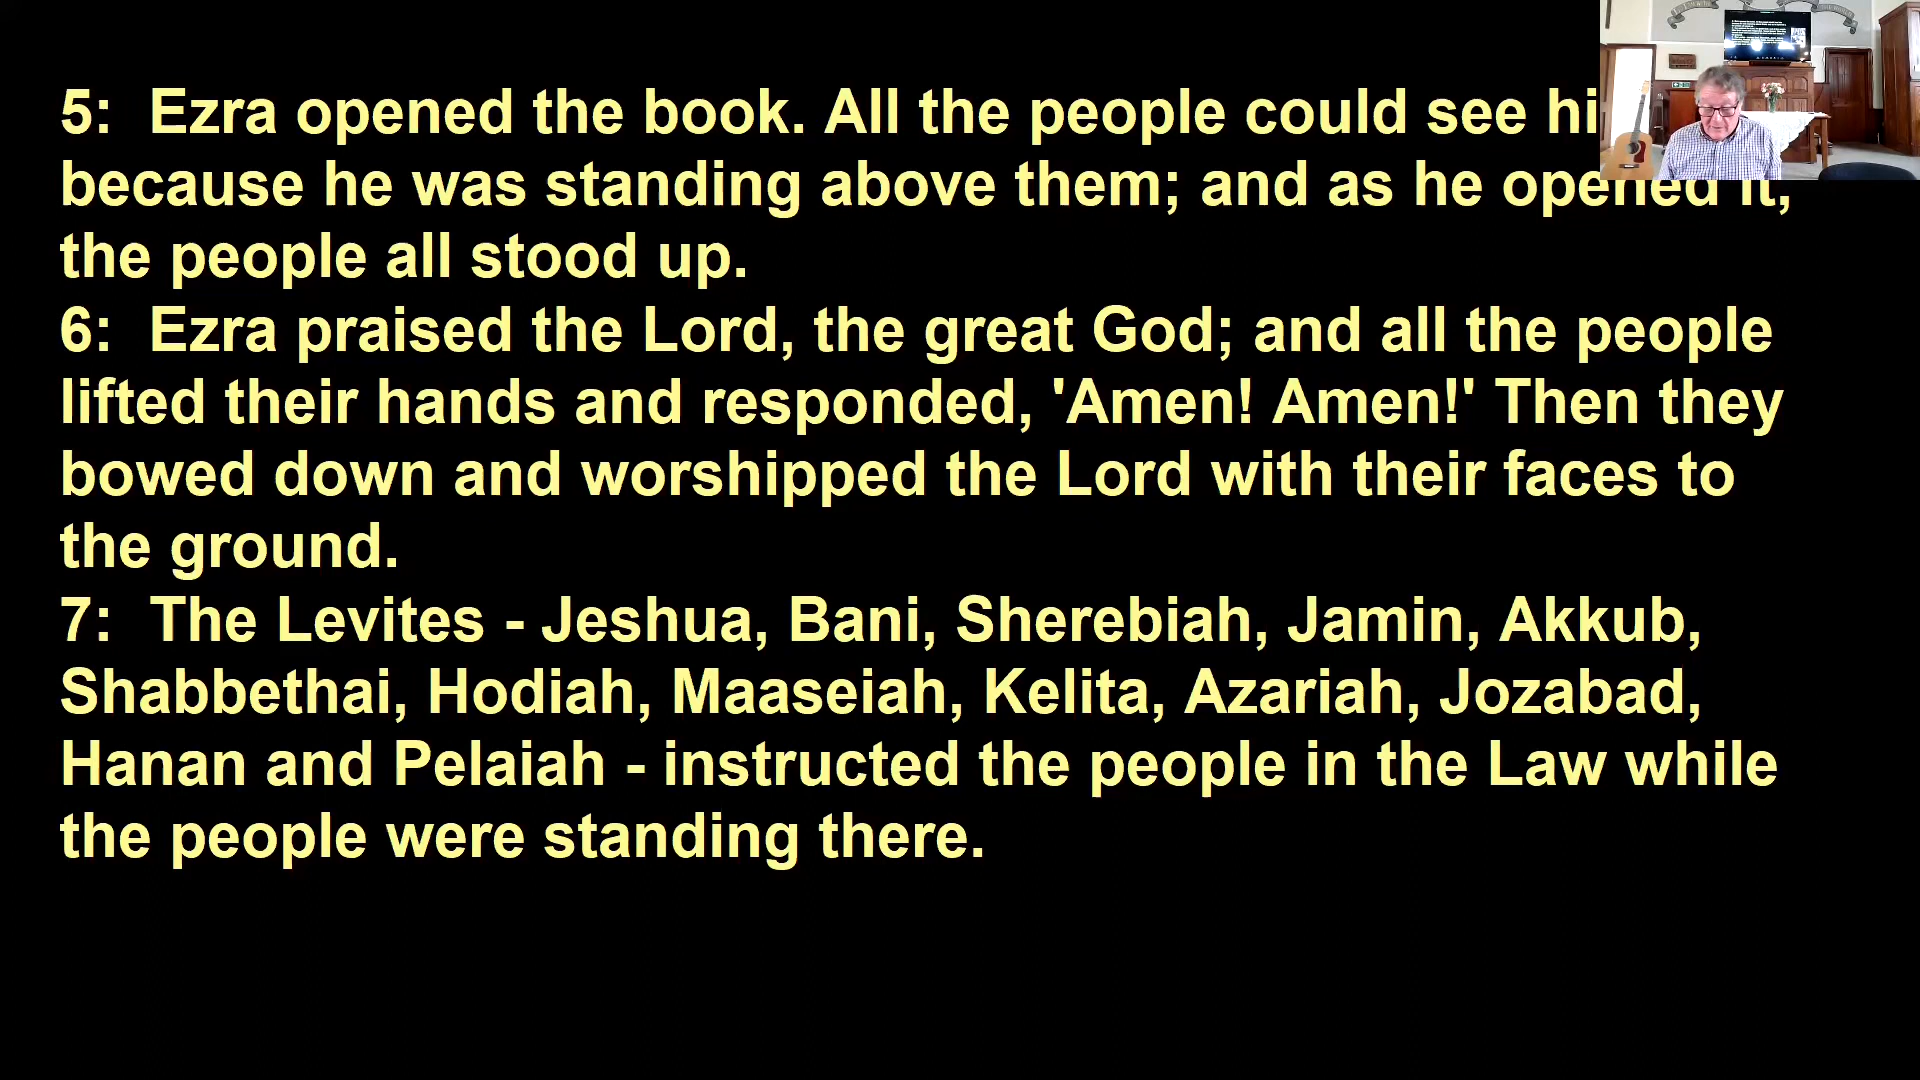 5: Ezra opened the book. All the people could see
because he was standing above them; and as he opened it,
the people all stood up.
6: Ezra praised the Lord, the great God; and all the people
lifted their hands and responded, 'Amen! Amen!' Then they
bowed down and worshipped the Lord with their faces to
the ground.
7: The Levites - Jeshua, Bani, Sherebiah, Jamin, Akkub,
Shabbethai, Hodiah, Maaseiah, Kelita, Azariah, Jozabad,
Hanan and Pelaiah - instructed the people in the Law while
the people were standing there.